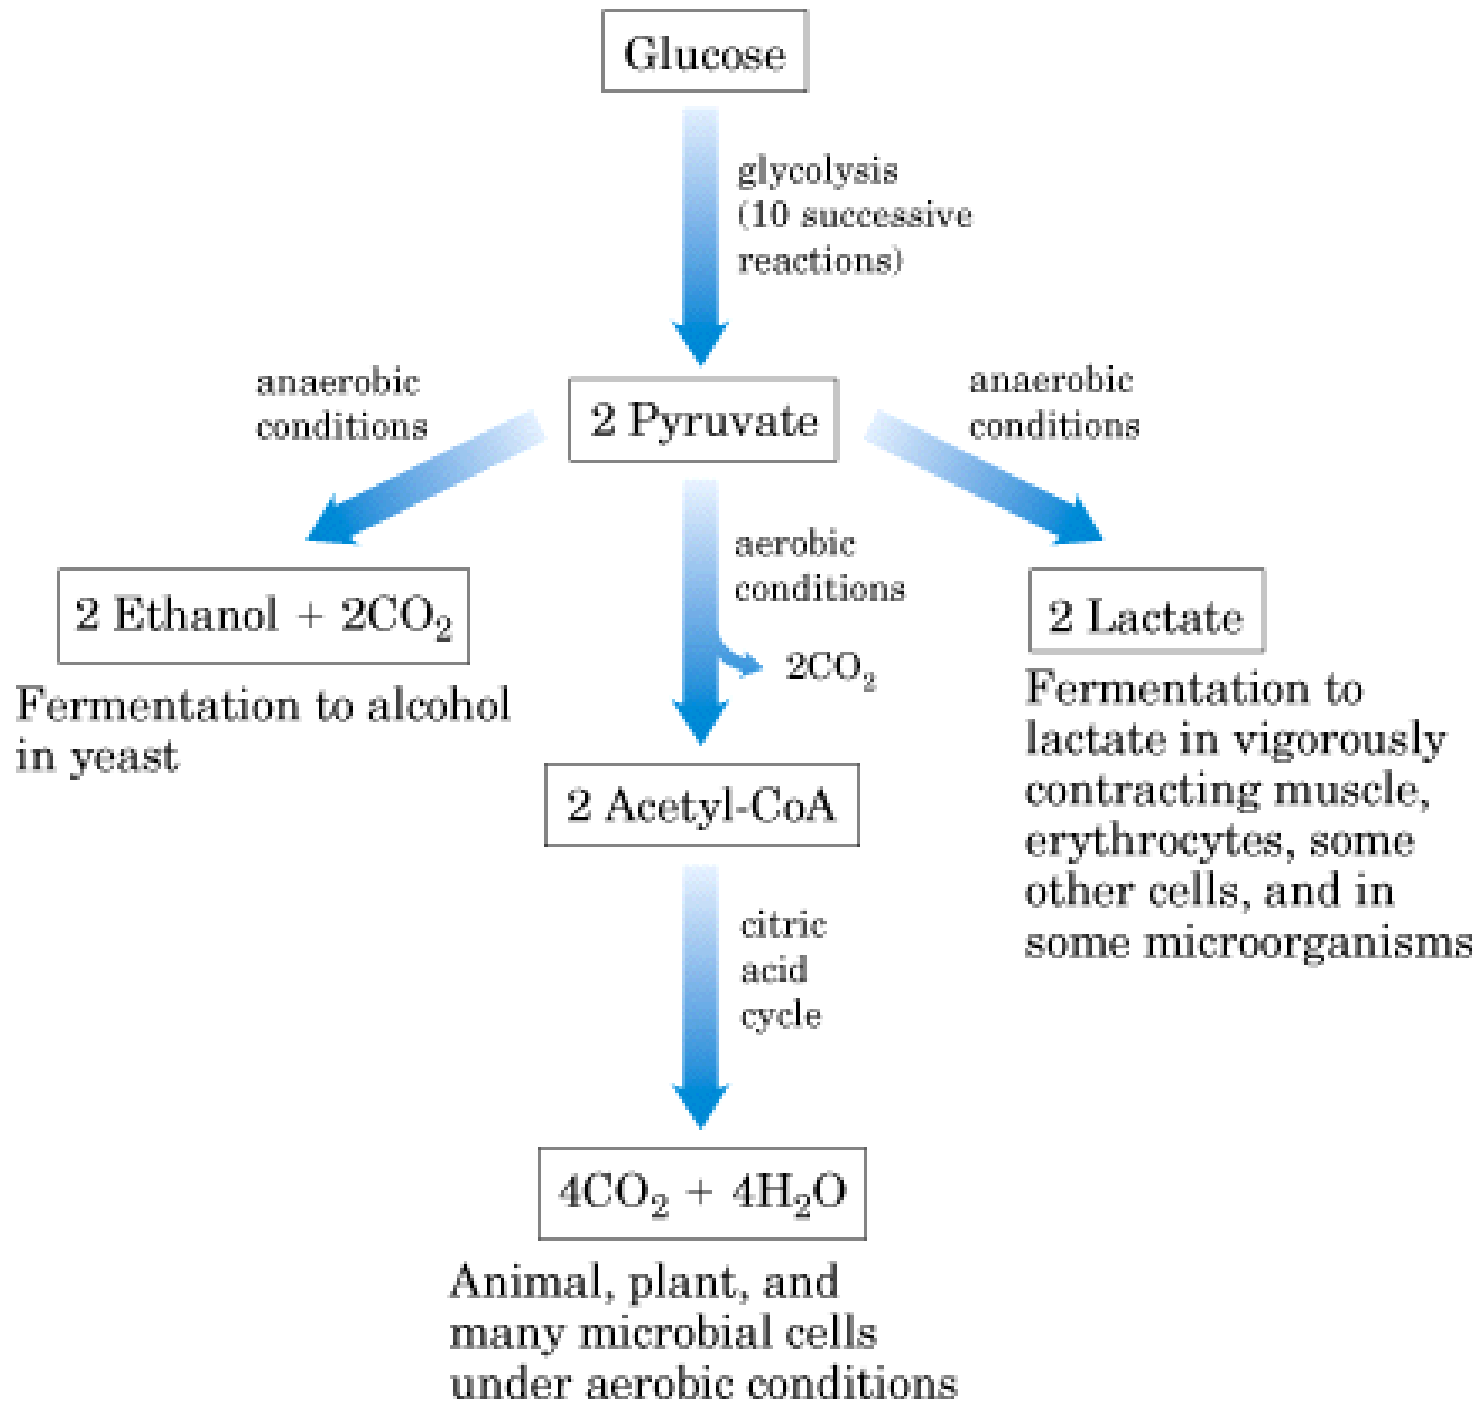 Glucose
glycolysis
(10 successive
reactions)
anaerobic
conditions
2 Pyruvate
anaerobic
conditions
aerobic
conditions
2CO₂
2 Ethanol + 2CO₂
Fermentation to alcohol
in yeast
2 Lactate
Fermentation to
lactate in vigorously
contracting muscle,
erythrocytes, some
other cells, and in
some microorganisms
2 Acetyl-CoA
citric
acid
cycle
4CO₂ + 4H₂O
Animal, plant, and
many microbial cells
under aerobic conditions